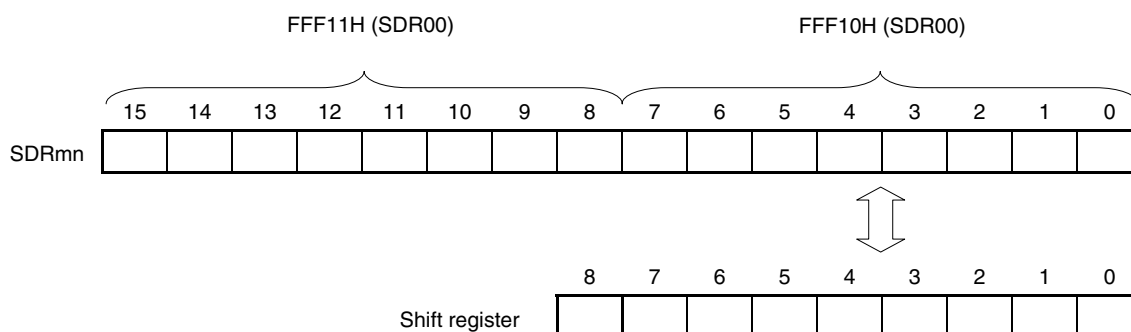 FFF11H (SDR00) FFF10H (SDR00)
15 14 13 12 11 10 9 8 7 6 5 4 3 2 1 0
SDRmn
8 7 6 5 4 3 2 1 0
Shift register